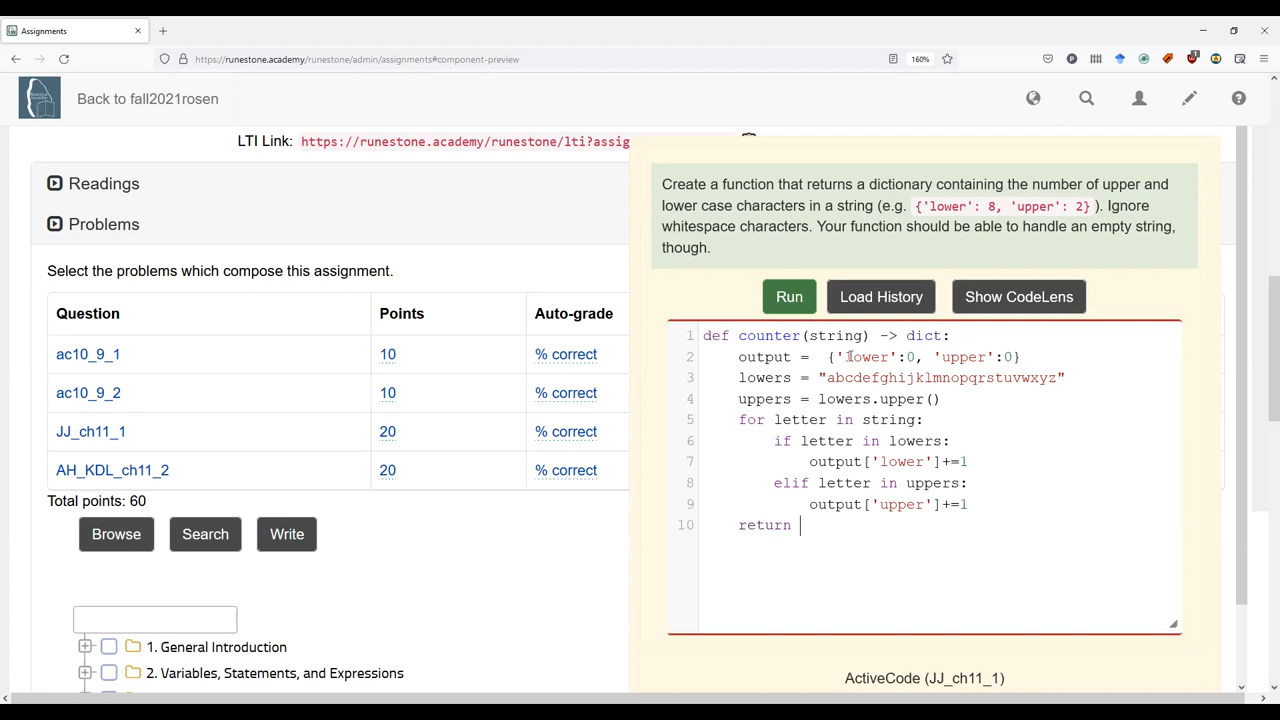 Assignments
https://runestone.academy/runestone/admin/assignments#component-preview
160%
Back to fall2021rosen
LTI Link: https://runestone.academy/runestone/lti?assig
Readings
Problems
Select the problems which compose this assignment.
Question Points Auto-grade
ac10_9_1 10 % correct
ac10_9_2 10 % correct
JJ_ch11_1 20 % correct
AH_KDL_ch11_2 20 % correct
Total points: 60
Browse Search Write
1. General Introduction
2. Variables, Statements, and Expressions
Create a function that returns a dictionary containing the number of upper and
lower case characters in a string (e.g. {'lower': 8, 'upper': 2} ). Ignore
whitespace characters. Your function should be able to handle an empty string,
though.
Run Load History Show CodeLens
1 def counter(string) -> dict:
2     output =  {'lower':0, 'upper':0}
3     lowers = "abcdefghijklmnopqrstuvwxyz"
4     uppers = lowers.upper()
5     for letter in string:
6         if letter in lowers:
7             output['lower']+=1
8         elif letter in uppers:
9             output['upper']+=1
10     return
ActiveCode (JJ_ch11_1)